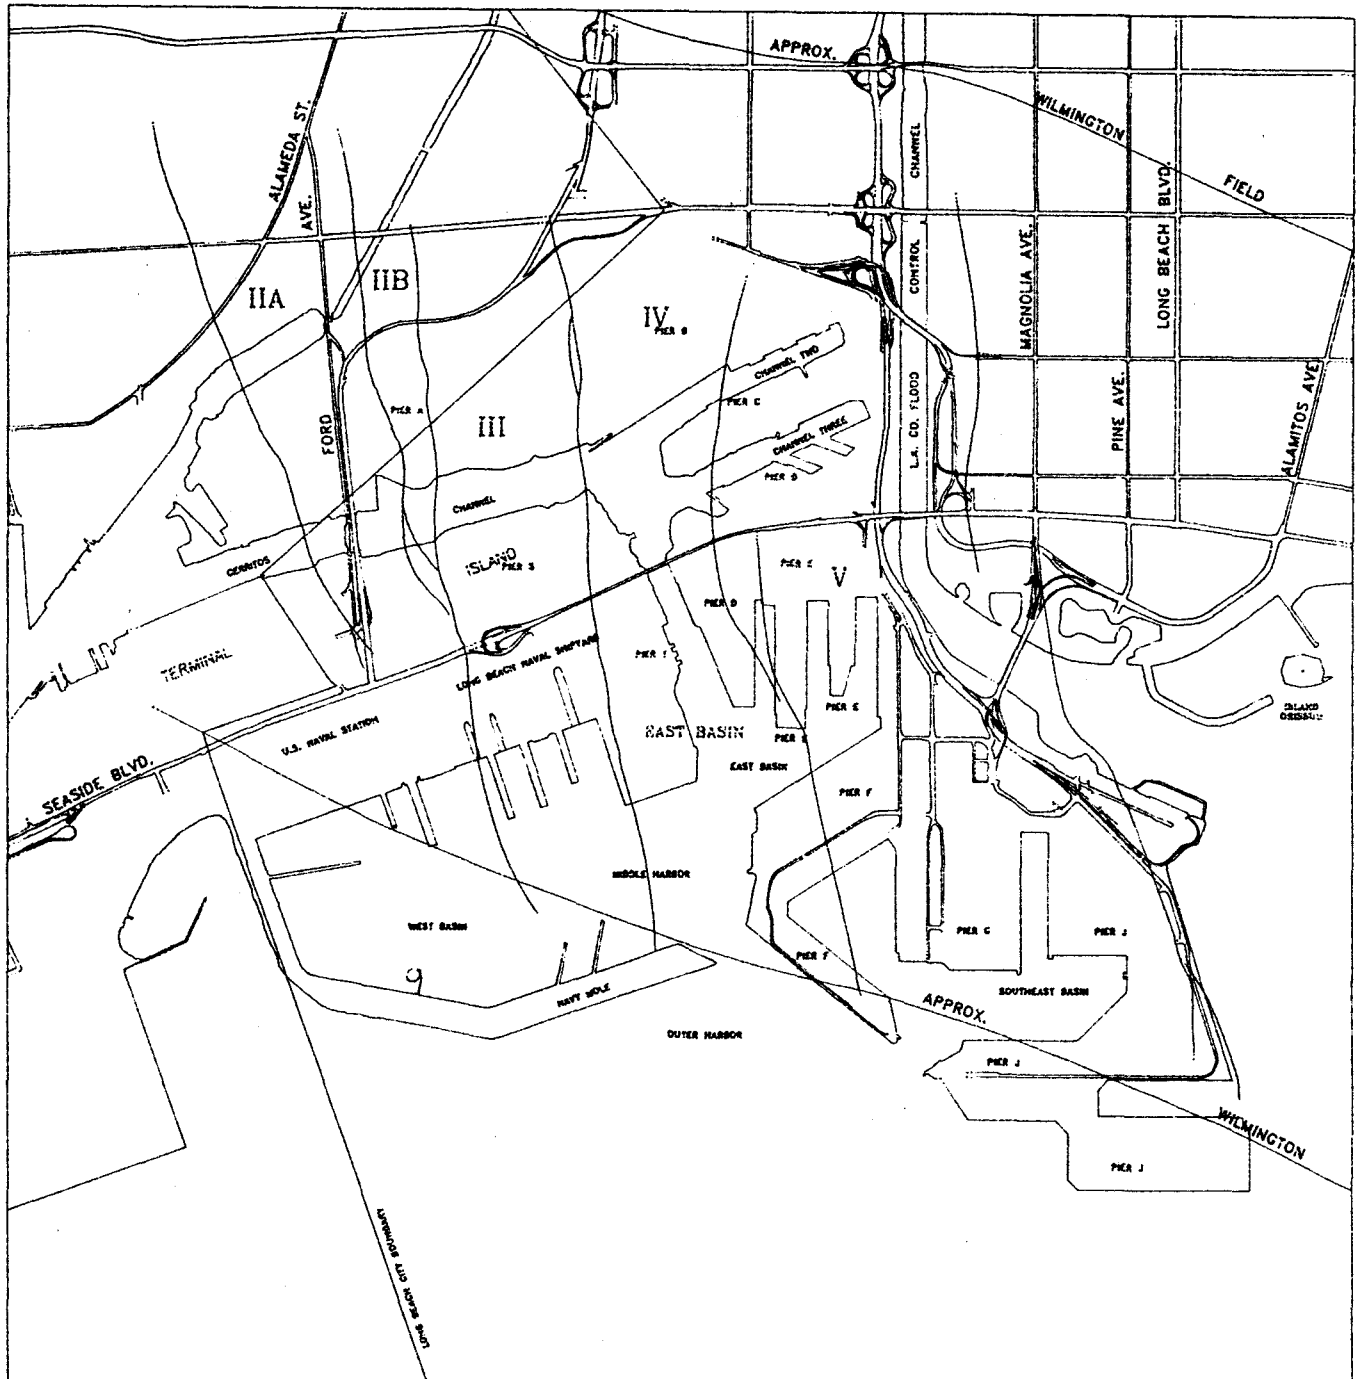 APPROX.
WILMINGTON
FIELD
ALAMEDA ST.
AVE.
CHANNEL
CONTROL
L.A. CO. FLOOD
MAGNOLIA AVE.
LONG BEACH BLVD.
PINE AVE.
ALAMITOS AVE
IIA
IIB
IV
PIER B
CHANNEL TWO
PIER C
PIER A
III
FORD
CHANNEL THREE
PIER D
CHANNEL
CERRITOS
ISLAND
PIER S
PIER E
V
PIER D
TERMINAL
LONG BEACH NAVAL SHIPYARD
PIER T
PIER E
U.S. NAVAL STATION
EAST BASIN
EAST BASIN
SEASIDE BLVD.
PIER F
MIDDLE HARBOR
WEST BASIN
PIER G
PIER J
PIER F
NAVY MOLE
SOUTHEAST BASIN
APPROX.
OUTER HARBOR
PIER J
WILMINGTON
PIER J
LONG BEACH CITY BOUNDARY